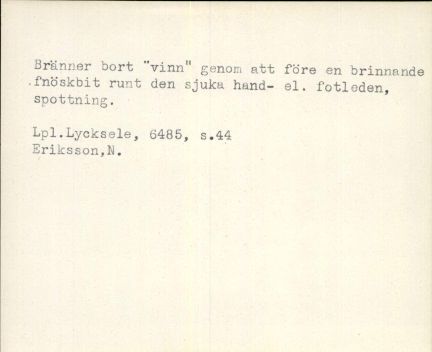 Bränner bort "vinn" genom att före en brinnande
fnöskbit runt den sjuka hand- el. fotleden,
spottning.
Lpl.Lycksele, 6485, s.44
Eriksson,N.